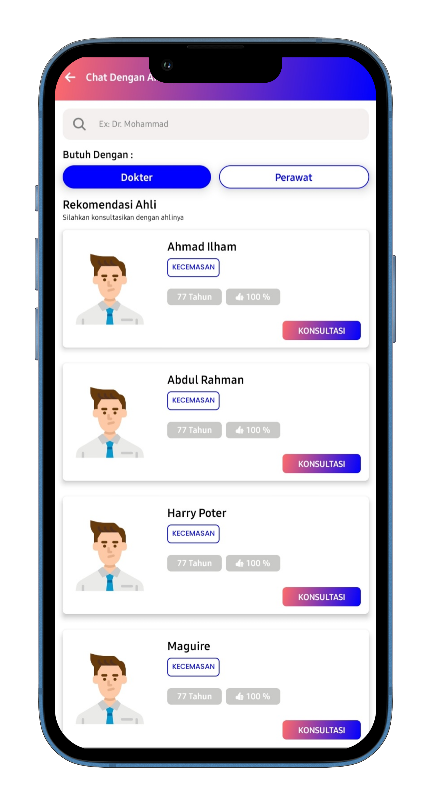 Chat Dengan A
Ex: Dr. Mohammad
Butuh Dengan :
Dokter
Perawat
Rekomendasi Ahli
Silahkan konsultasikan dengan ahlinya
Ahmad Ilham
KECEMASAN
77 Tahun
100 %
KONSULTASI
Abdul Rahman
KECEMASAN
77 Tahun
100 %
KONSULTASI
Harry Poter
KECEMASAN
77 Tahun
100 %
KONSULTASI
Maguire
KECEMASAN
77 Tahun
100 %
KONSULTASI